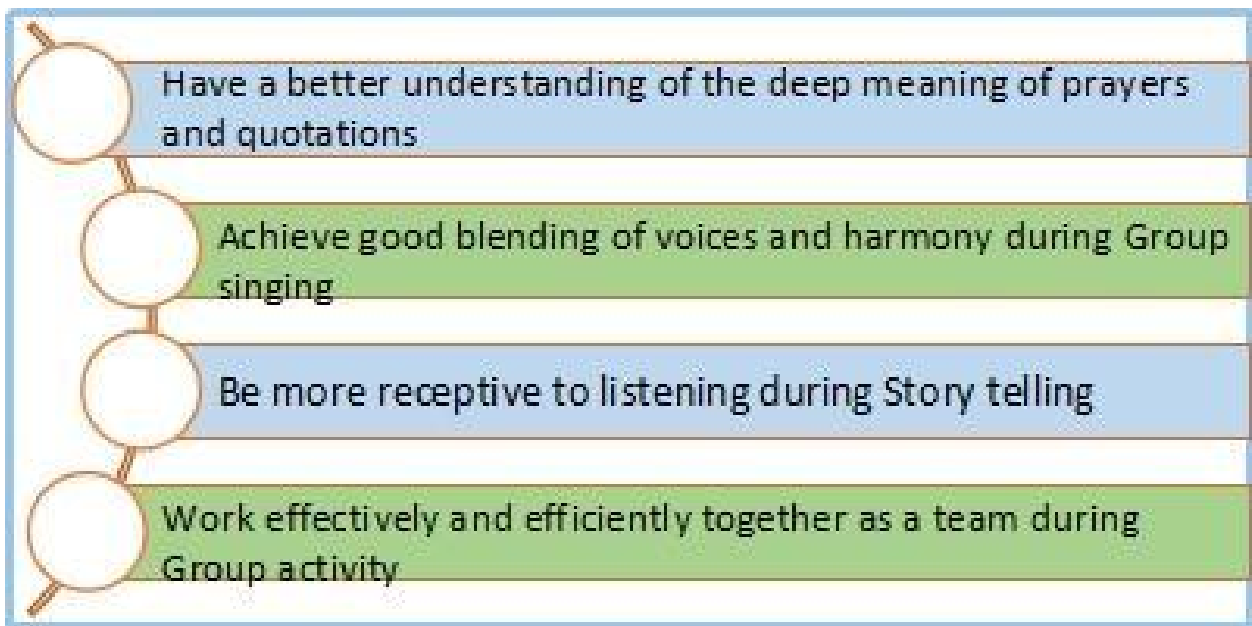 Have a better understanding of the deep meaning of prayers
and quotations
Achieve good blending of voices and harmony during Group
singing
Be more receptive to listening during Story telling
Work effectively and efficiently together as a team during
Group activity